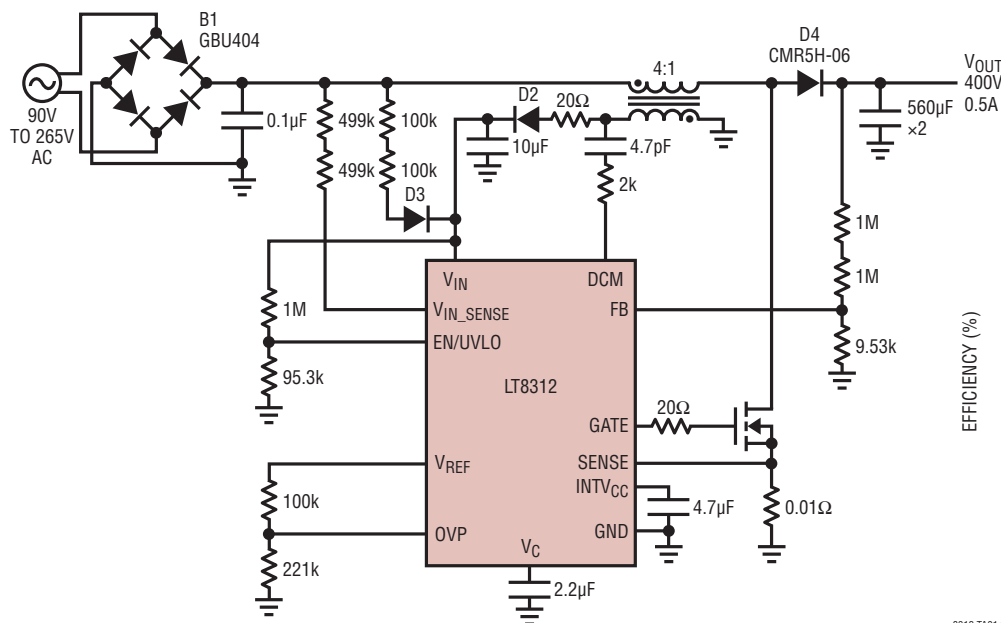 B1
GBU404
90V
TO 265V
AC
0.1µF
499k
499k
100k
100k
D3
D2
20Ω
10µF
4:1
4.7pF
2k
D4
CMR5H-06
VOUT
400V
0.5A
560µF
×2
1M
1M
9.53k
1M
95.3k
100k
221k
VIN
VIN_SENSE
EN/UVLO
VREF
OVP
VC
LT8312
DCM
FB
GATE
SENSE
INTVCC
GND
20Ω
4.7µF
0.01Ω
2.2µF
EFFICIENCY (%)